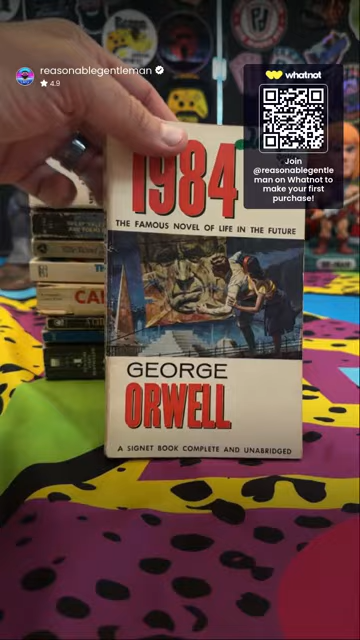 reasonablegentleman
4.9
whatnot
Join
@reasonablegentle
man on Whatnot to
make your first
purchase!
1984
THE FAMOUS NOVEL OF LIFE IN THE FUTURE
GEORGE
ORWELL
A SIGNET BOOK COMPLETE AND UNABRIDGED